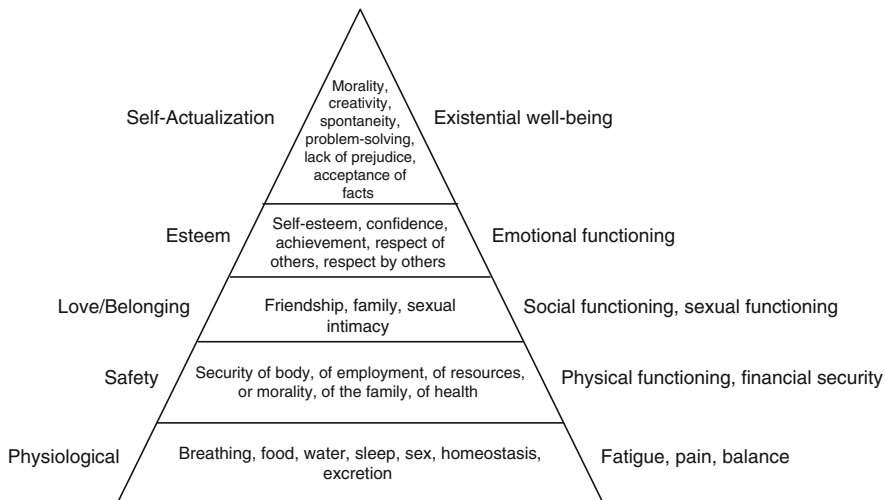 Self-Actualization
Morality,
creativity,
spontaneity,
problem-solving,
lack of prejudice,
acceptance of
facts
Existential well-being
Esteem
Self-esteem, confidence,
achievement, respect of
others, respect by others
Emotional functioning
Love/Belonging
Friendship, family, sexual
intimacy
Social functioning, sexual functioning
Safety
Security of body, of employment, of resources,
or morality, of the family, of health
Physical functioning, financial security
Physiological
Breathing, food, water, sleep, sex, homeostasis,
excretion
Fatigue, pain, balance